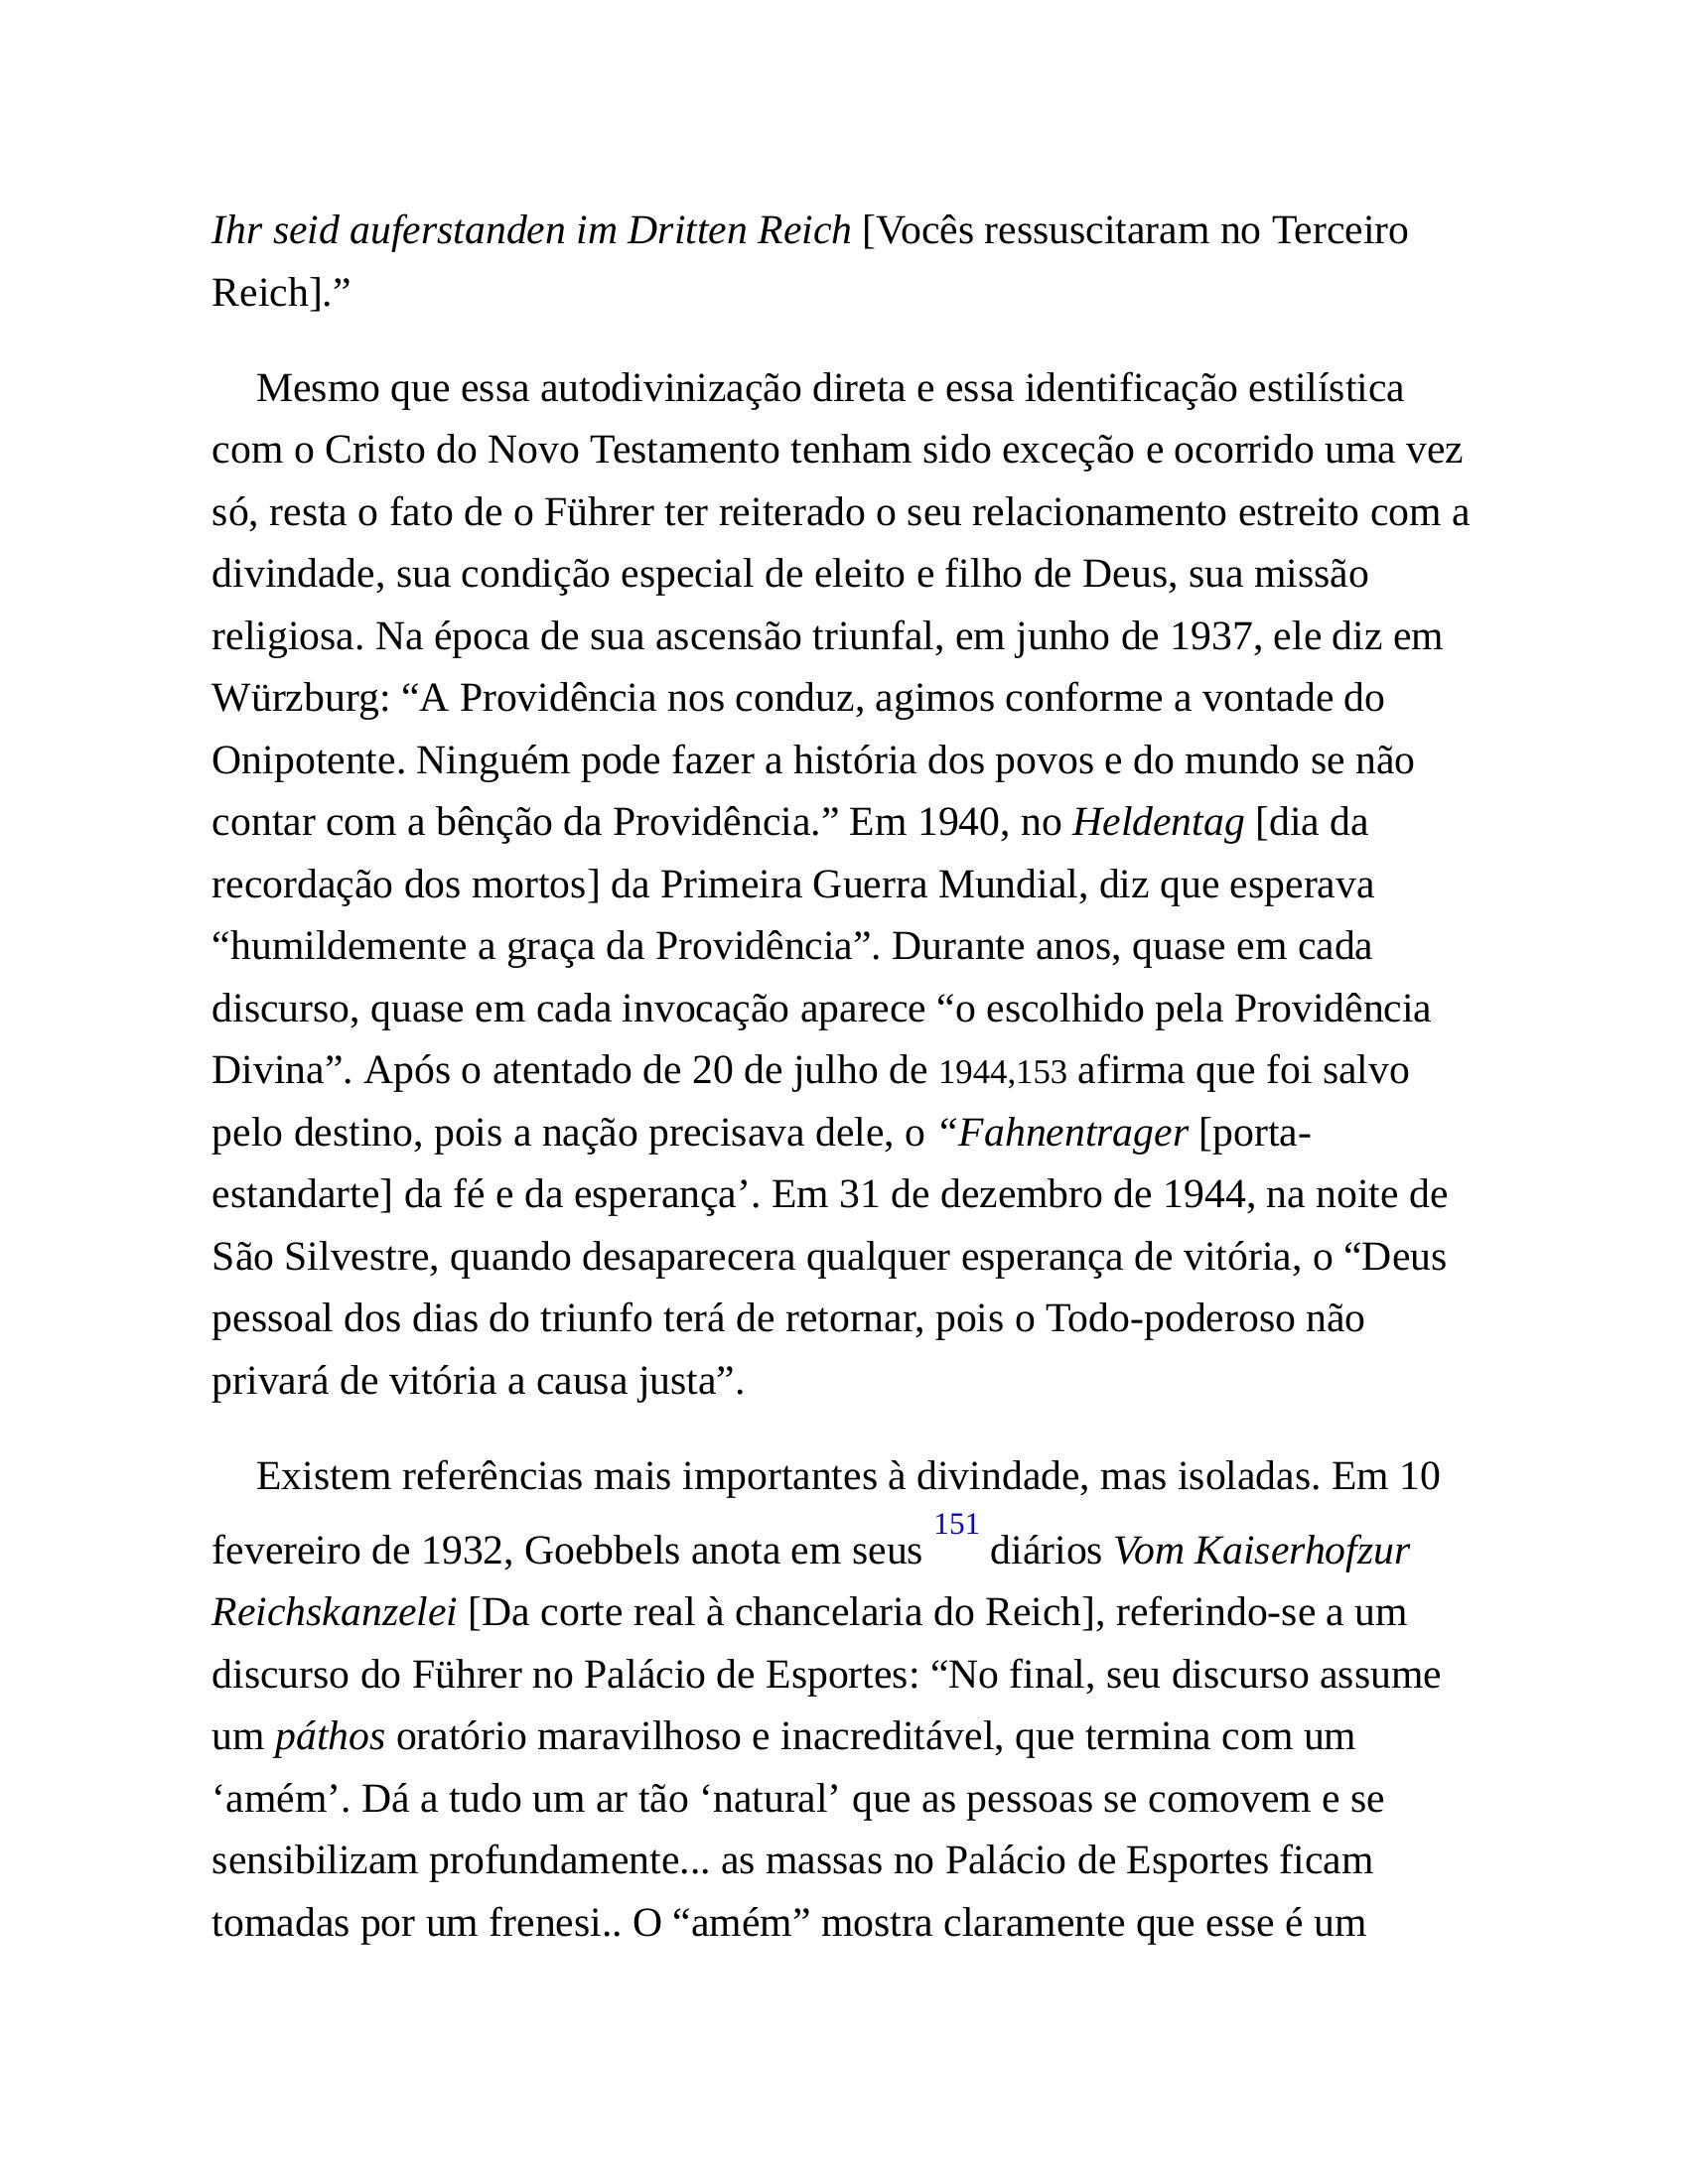 Ihr seid auferstanden im Dritten Reich [Vocês ressuscitaram no Terceiro
Reich].”
Mesmo que essa autodivinização direta e essa identificação estilística
com o Cristo do Novo Testamento tenham sido exceção e ocorrido uma vez
só, resta o fato de o Führer ter reiterado o seu relacionamento estreito com a
divindade, sua condição especial de eleito e filho de Deus, sua missão
religiosa. Na época de sua ascensão triunfal, em junho de 1937, ele diz em
Würzburg: “A Providência nos conduz, agimos conforme a vontade do
Onipotente. Ninguém pode fazer a história dos povos e do mundo se não
contar com a bênção da Providência.” Em 1940, no Heldentag [dia da
recordação dos mortos] da Primeira Guerra Mundial, diz que esperava
“humildemente a graça da Providência”. Durante anos, quase em cada
discurso, quase em cada invocação aparece “o escolhido pela Providência
Divina”. Após o atentado de 20 de julho de 1944,153 afirma que foi salvo
pelo destino, pois a nação precisava dele, o “Fahnentrager [porta-
estandarte] da fé e da esperança’. Em 31 de dezembro de 1944, na noite de
São Silvestre, quando desaparecera qualquer esperança de vitória, o “Deus
pessoal dos dias do triunfo terá de retornar, pois o Todo-poderoso não
privará de vitória a causa justa”.
Existem referências mais importantes à divindade, mas isoladas. Em 10
fevereiro de 1932, Goebbels anota em seus 151 diários Vom Kaiserhofzur
Reichskanzelei [Da corte real à chancelaria do Reich], referindo-se a um
discurso do Führer no Palácio de Esportes: “No final, seu discurso assume
um páthos oratório maravilhoso e inacreditável, que termina com um
‘amém’. Dá a tudo um ar tão ‘natural’ que as pessoas se comovem e se
sensibilizam profundamente... as massas no Palácio de Esportes ficam
tomadas por um frenesi.. O “amém” mostra claramente que esse é um